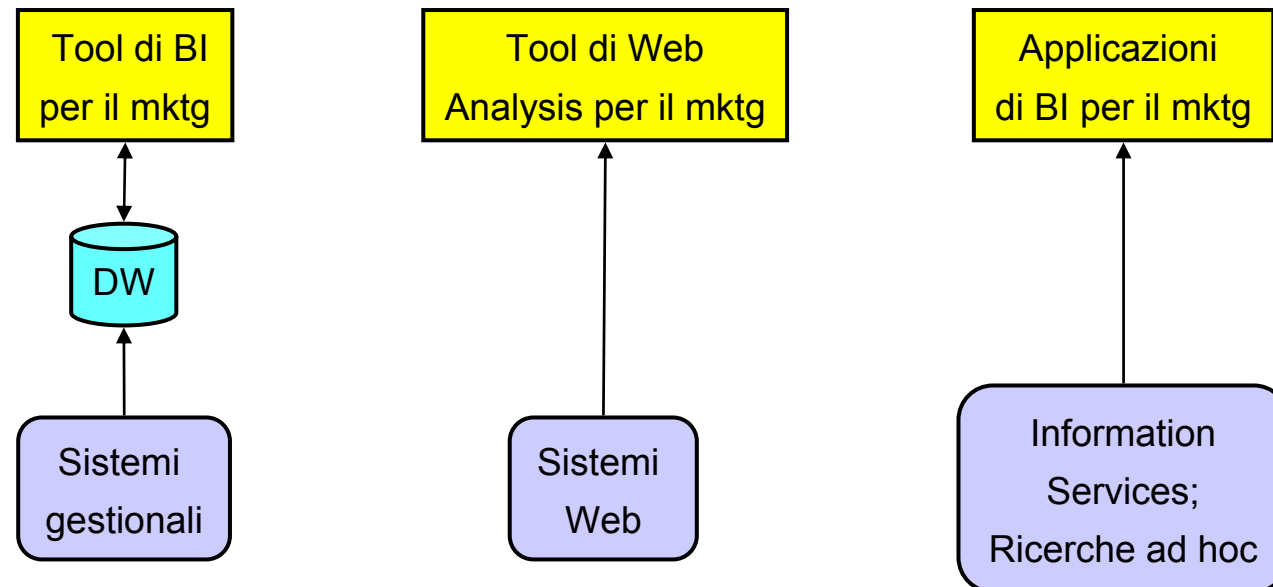 Tool di BI
per il mktg
Tool di Web
Analysis per il mktg
Applicazioni
di BI per il mktg
DW
Sistemi
gestionali
Sistemi
Web
Information
Services;
Ricerche ad hoc